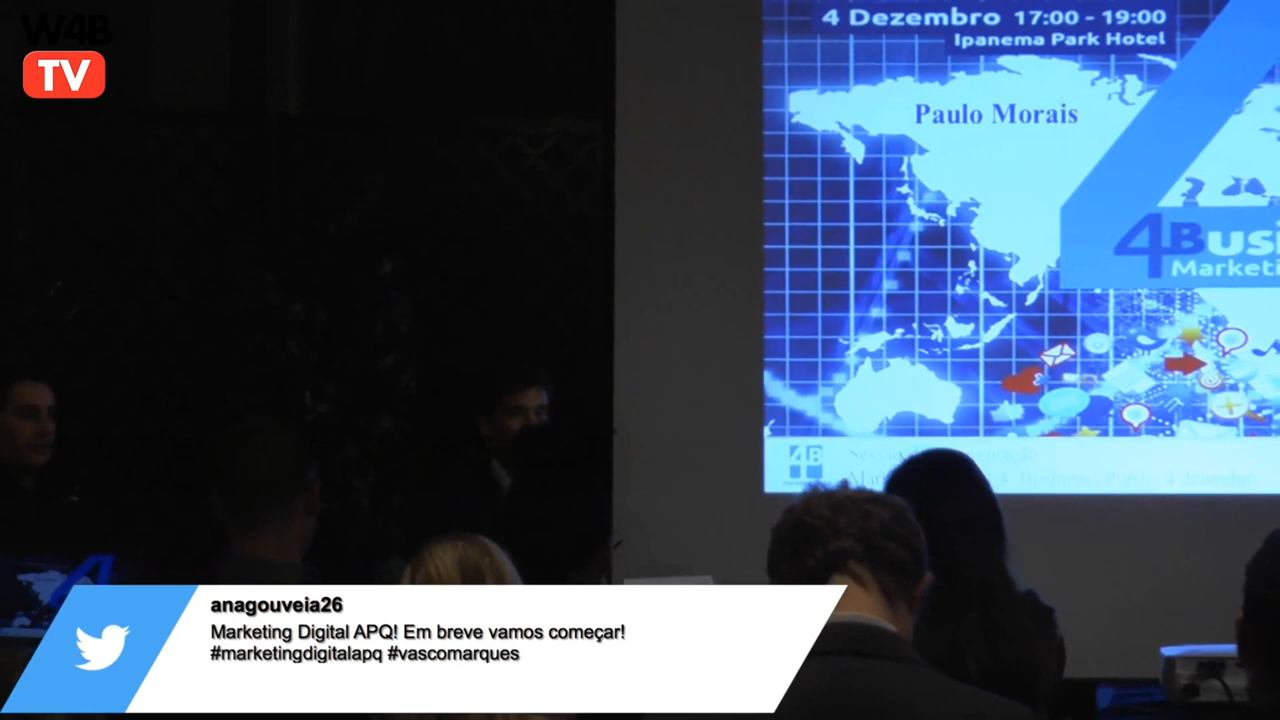 W4B
TV
4 Dezembro 17:00 - 19:00
Ipanema Park Hotel
Paulo Morais
4Busi
Marketi
4B
anagouveia26
Marketing Digital APQ! Em breve vamos começar!
#marketingdigitalapq #vascomarques